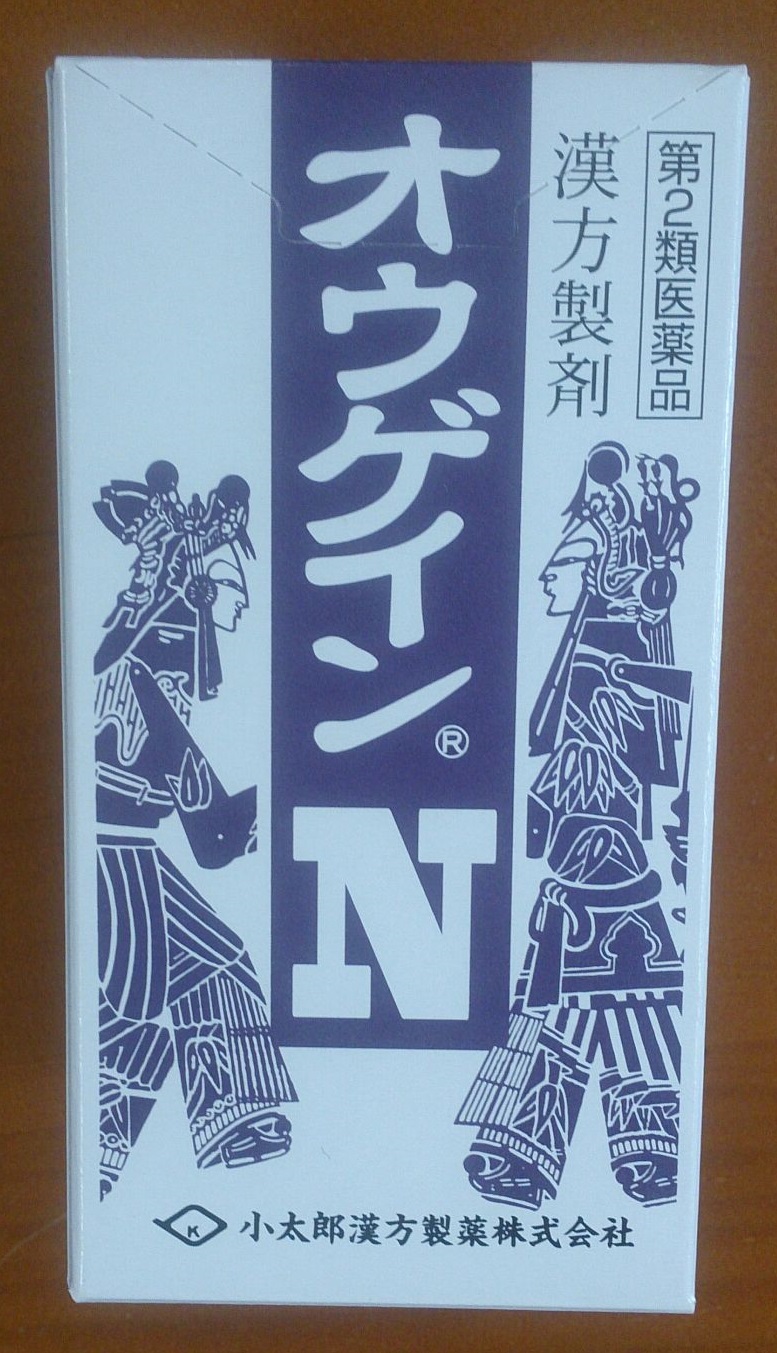 第2類医薬品
漢方製剤
オウゲイン®
N
K
小太郎漢方製薬株式会社